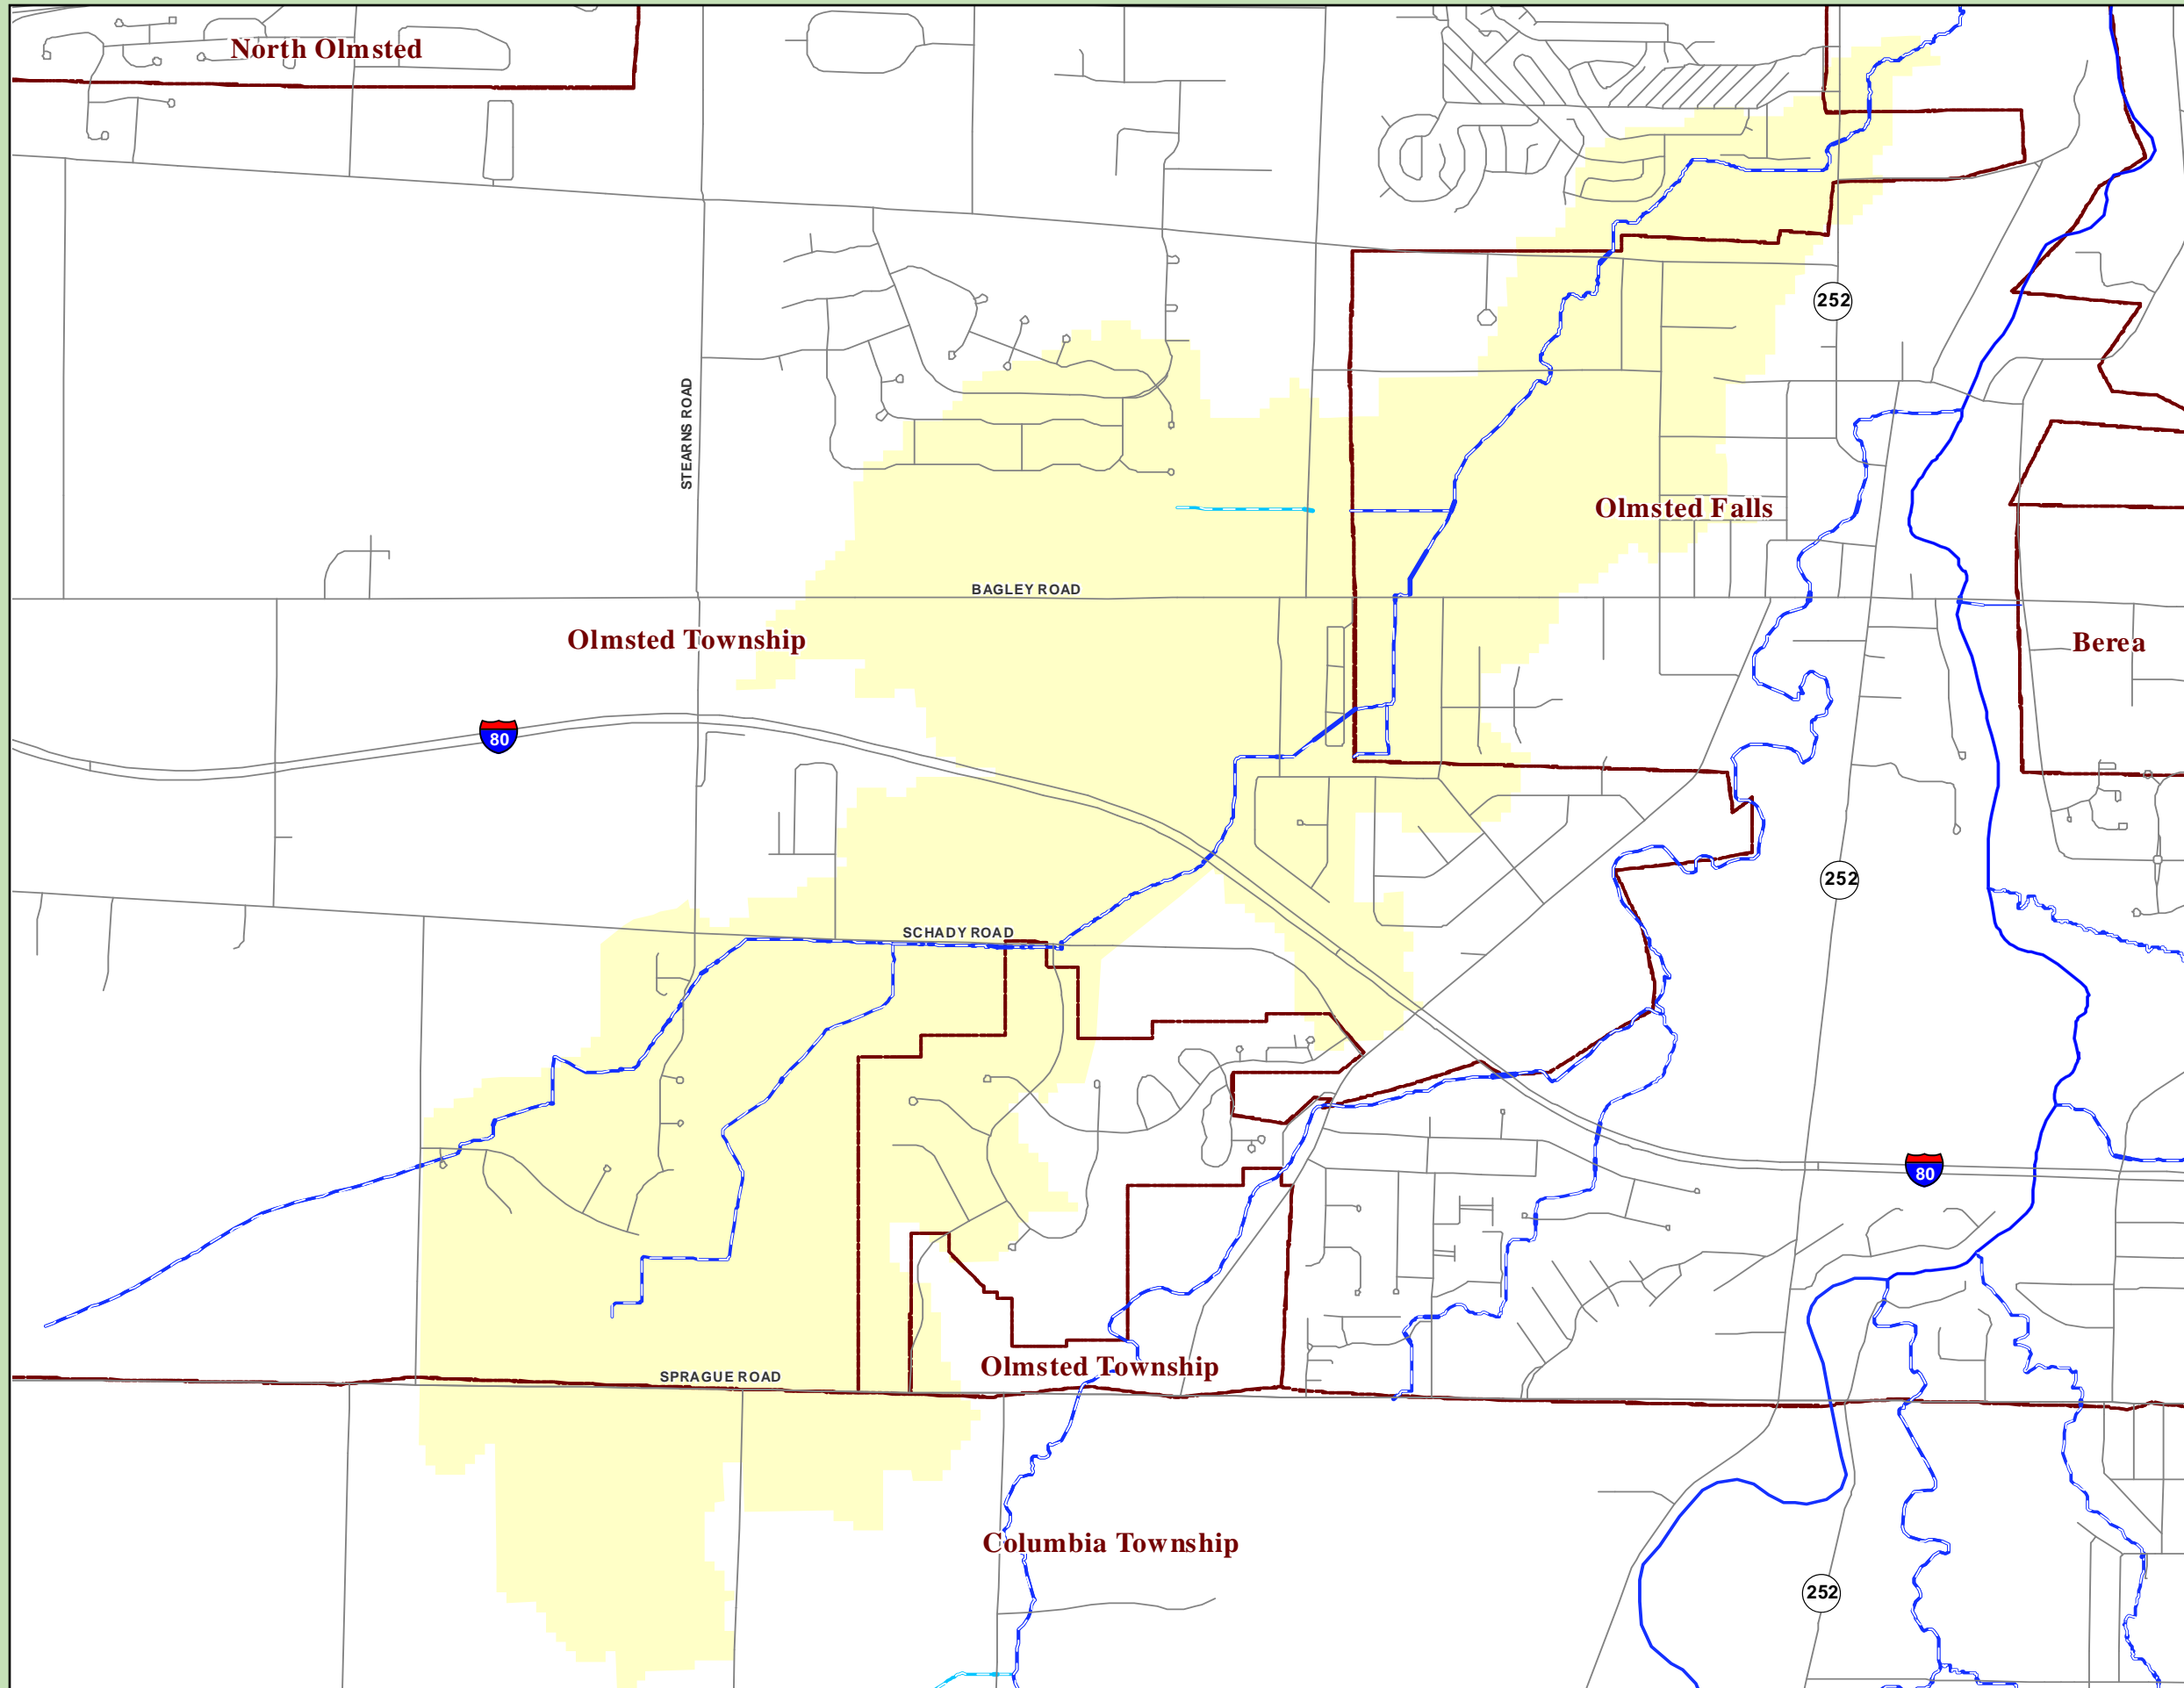 North Olmsted
252
STEARNS ROAD
Olmsted Falls
BAGLEY ROAD
Olmsted Township
Berea
80
252
SCHADY ROAD
80
Olmsted Township
SPRAGUE ROAD
Columbia Township
252